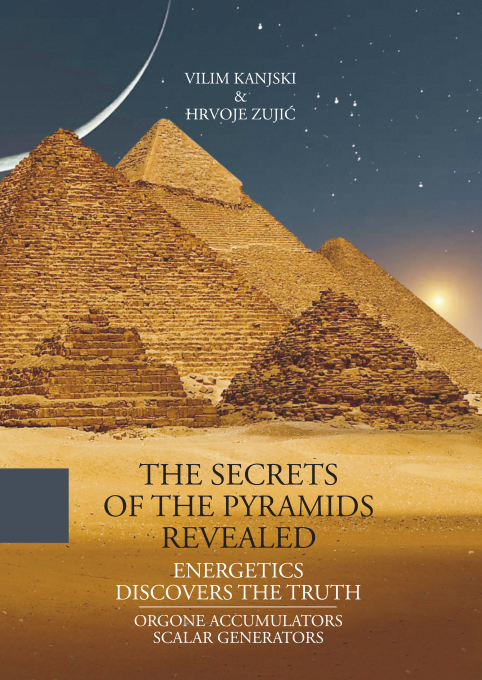 VILIM KANJSKI
&
HRVOJE ZUJIĆ
THE SECRETS
OF THE PYRAMIDS
REVEALED
ENERGETICS
DISCOVERS THE TRUTH
ORGONE ACCUMULATORS
SCALAR GENERATORS